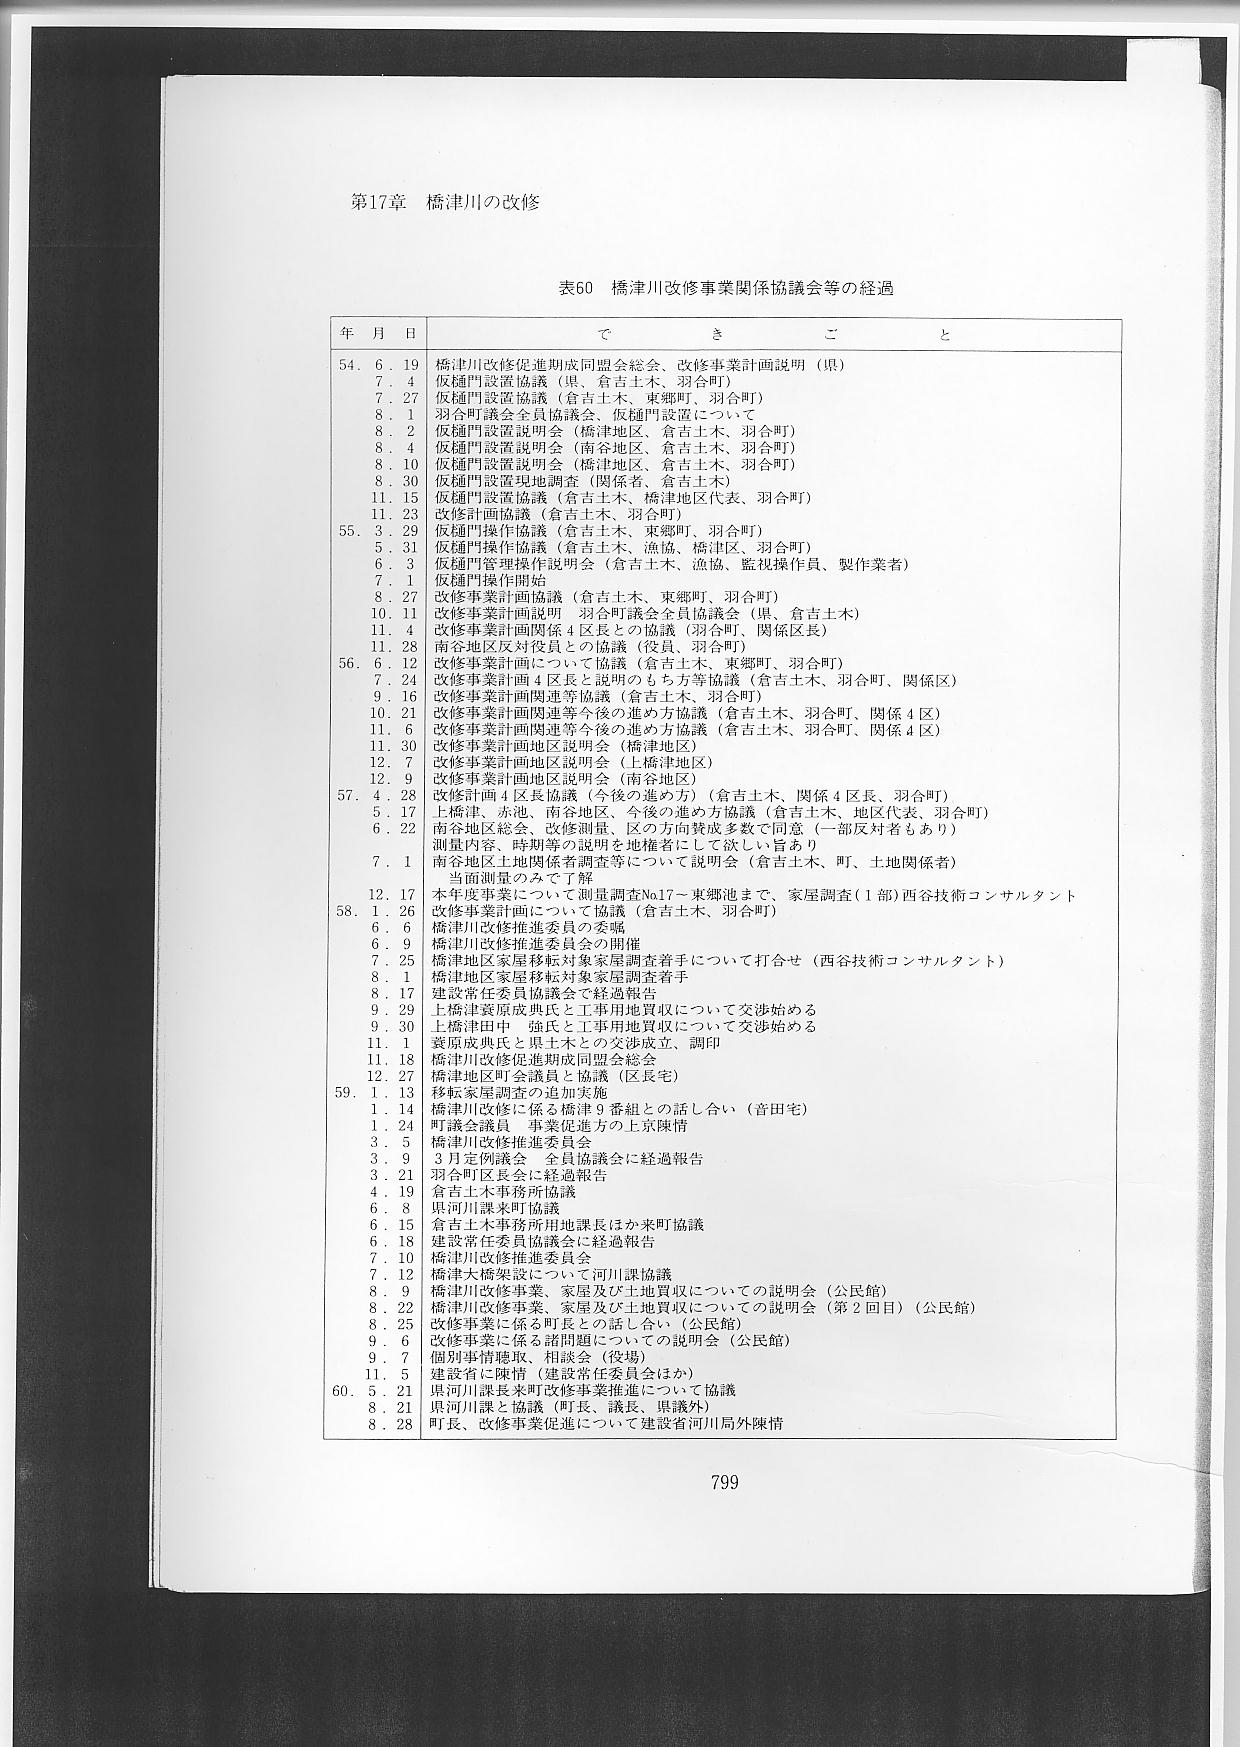 第17章　橋津川の改修
表60　橋津川改修事業関係協議会等の経過
年　月　日　できごと
54. 6. 19　橋津川改修促進期成同盟会総会、改修事業計画説明（県）
7. 4　仮樋門設置協議（県、倉吉土木、羽合町）
7. 27　仮樋門設置協議（倉吉土木、東郷町、羽合町）
8. 1　羽合町議会全員協議会、仮樋門設置について
8. 2　仮樋門設置説明会（橋津地区、倉吉土木、羽合町）
8. 4　仮樋門設置説明会（南谷地区、倉吉土木、羽合町）
8. 10　仮樋門設置説明会（橋津地区、倉吉土木、羽合町）
8. 30　仮樋門設置現地調査（関係者、倉吉土木）
11. 15　仮樋門設置協議（倉吉土木、橋津地区代表、羽合町）
11. 23　改修計画協議（倉吉土木、羽合町）
55. 3. 29　仮樋門操作協議（倉吉土木、東郷町、羽合町）
5. 31　仮樋門操作協議（倉吉土木、漁協、橋津区、羽合町）
6. 3　仮樋門管理操作説明会（倉吉土木、漁協、監視操作員、製作業者）
7. 1　仮樋門操作開始
8. 27　改修事業計画協議（倉吉土木、東郷町、羽合町）
10. 11　改修事業計画説明　羽合町議会全員協議会（県、倉吉土木）
11. 4　改修事業計画関係4区長との協議（羽合町、関係区長）
11. 28　南谷地区反対役員との協議（役員、羽合町）
56. 6. 12　改修事業計画について協議（倉吉土木、東郷町、羽合町）
7. 24　改修事業計画4区長と説明のもち方等協議（倉吉土木、羽合町、関係区）
9. 16　改修事業計画関連等協議（倉吉土木、羽合町）
10. 21　改修事業計画関連等今後の進め方協議（倉吉土木、羽合町、関係4区）
11. 6　改修事業計画関連等今後の進め方協議（倉吉土木、羽合町、関係4区）
11. 30　改修事業計画地区説明会（橋津地区）
12. 7　改修事業計画地区説明会（上橋津地区）
12. 9　改修事業計画地区説明会（南谷地区）
57. 4. 28　改修計画4区長協議（今後の進め方）（倉吉土木、関係4区長、羽合町）
5. 17　上橋津、赤池、南谷地区、今後の進め方協議（倉吉土木、地区代表、羽合町）
6. 22　南谷地区総会、改修測量、区の方向賛成多数で同意（一部反対者もあり）
測量内容、時期等の説明を地権者にして欲しい旨あり
7. 1　南谷地区土地関係者調査等について説明会（倉吉土木、町、土地関係者）
当面測量のみで了解
12. 17　本年度事業について測量調査№17～東郷池まで、家屋調査(1部)西谷技術コンサルタント
58. 1. 26　改修事業計画について協議（倉吉土木、羽合町）
6. 6　橋津川改修推進委員の委嘱
6. 9　橋津川改修推進委員会の開催
7. 25　橋津地区家屋移転対象家屋調査着手について打合せ（西谷技術コンサルタント）
8. 1　橋津地区家屋移転対象家屋調査着手
8. 17　建設常任委員協議会で経過報告
9. 29　上橋津蓑原成典氏と工事用地買収について交渉始める
9. 30　上橋津田中　強氏と工事用地買収について交渉始める
11. 1　蓑原成典氏と県土木との交渉成立、調印
11. 18　橋津川改修促進期成同盟会総会
12. 27　橋津地区町会議員と協議（区長宅）
59. 1. 13　移転家屋調査の追加実施
1. 14　橋津川改修に係る橋津9番組との話し合い（音田宅）
1. 24　町議会議員　事業促進方の上京陳情
3. 5　橋津川改修推進委員会
3. 9　3月定例議会　全員協議会に経過報告
3. 21　羽合町区長会に経過報告
4. 19　倉吉土木事務所協議
6. 8　県河川課来町協議
6. 15　倉吉土木事務所用地課長ほか来町協議
6. 18　建設常任委員協議会に経過報告
7. 10　橋津川改修推進委員会
7. 12　橋津大橋架設について河川課協議
8. 9　橋津川改修事業、家屋及び土地買収についての説明会（公民館）
8. 22　橋津川改修事業、家屋及び土地買収についての説明会（第2回目）（公民館）
8. 25　改修事業に係る町長との話し合い（公民館）
9. 6　改修事業に係る諸問題についての説明会（公民館）
9. 7　個別事情聴取、相談会（役場）
11. 5　建設省に陳情（建設常任委員会ほか）
60. 5. 21　県河川課長来町改修事業推進について協議
8. 21　県河川課と協議（町長、議長、県議外）
8. 28　町長、改修事業促進について建設省河川局外陳情
799